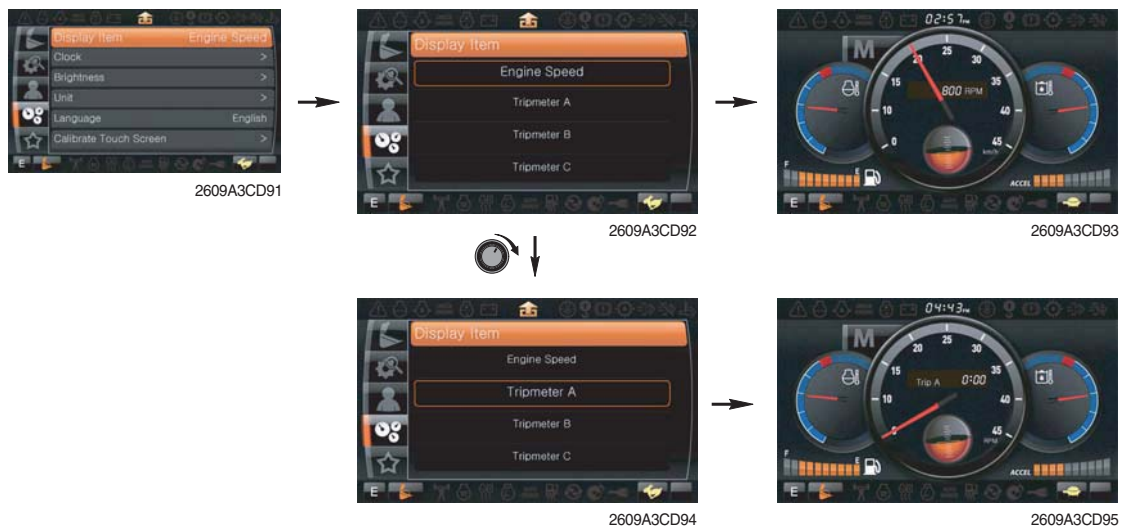 Display Item Engine Speed
Clock >
Brightness >
Unit >
Language English
Calibrate Touch Screen >
E
2609A3CD91
Display Item
Engine Speed
Tripmeter A
Tripmeter B
Tripmeter C
E
2609A3CD92
02:57PM
M
0 10 15 20 25 30 35 40 45
800 RPM
km/h
F E
ACCEL
E
2609A3CD93
Display Item
Engine Speed
Tripmeter A
Tripmeter B
Tripmeter C
E
2609A3CD94
04:43PM
M
0 10 15 20 25 30 35 40 45
Trip A 0:00
RPM
F E
ACCEL
E
2609A3CD95